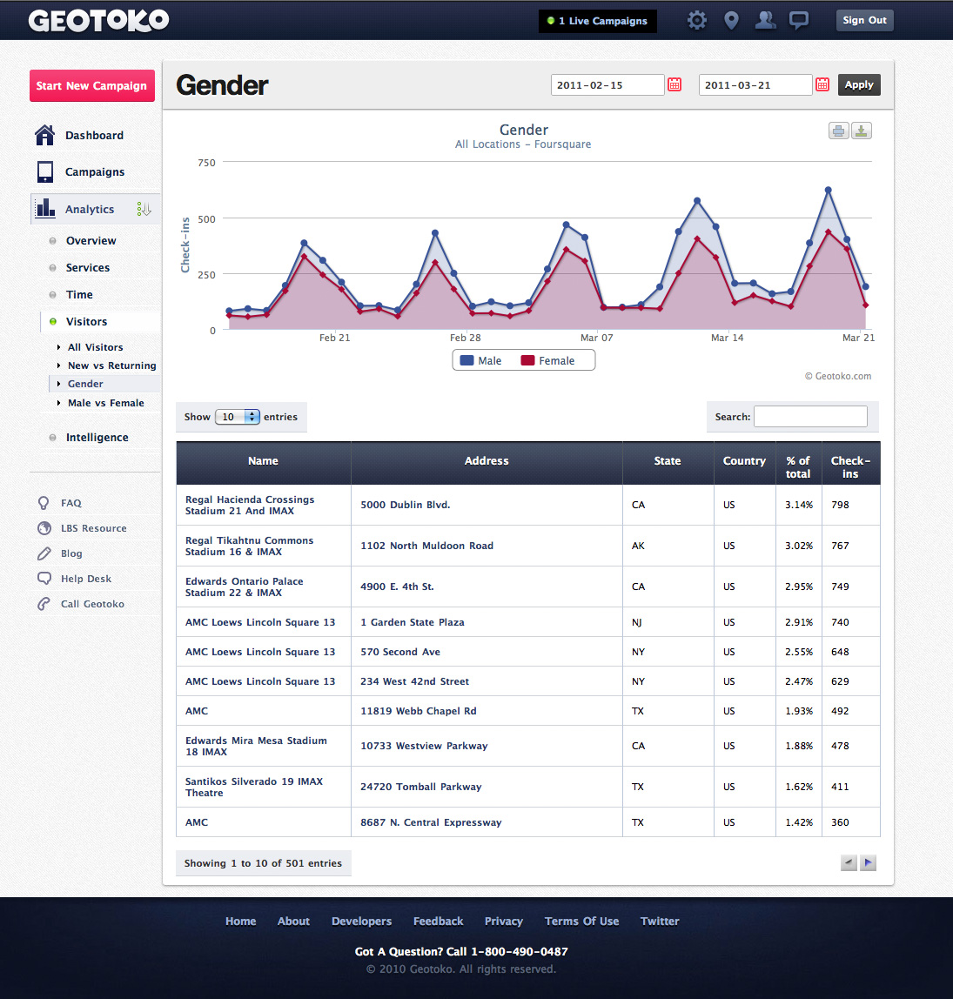 GEOTOKO
1 Live Campaigns
Sign Out
Start New Campaign
Dashboard
Campaigns
Analytics
Overview
Services
Time
Visitors
All Visitors
New vs Returning
Gender
Male vs Female
Intelligence
FAQ
LBS Resource
Blog
Help Desk
Call Geotoko
Gender
2011-02-15
2011-03-21
Apply
Gender
All Locations - Foursquare
Check-ins
750
500
250
0
Feb 21 Feb 28 Mar 07 Mar 14 Mar 21
Male Female
© Geotoko.com
Show 10 entries
Search:
Name Address State Country % of total Check-ins
Regal Hacienda Crossings
Stadium 21 And IMAX
5000 Dublin Blvd. CA US 3.14% 798
Regal Tikahtnu Commons
Stadium 16 & IMAX
1102 North Muldoon Road AK US 3.02% 767
Edwards Ontario Palace
Stadium 22 & IMAX
4900 E. 4th St. CA US 2.95% 749
AMC Loews Lincoln Square 13 1 Garden State Plaza NJ US 2.91% 740
AMC Loews Lincoln Square 13 570 Second Ave NY US 2.55% 648
AMC Loews Lincoln Square 13 234 West 42nd Street NY US 2.47% 629
AMC 11819 Webb Chapel Rd TX US 1.93% 492
Edwards Mira Mesa Stadium
18 IMAX
10733 Westview Parkway CA US 1.88% 478
Santikos Silverado 19 IMAX
Theatre
24720 Tomball Parkway TX US 1.62% 411
AMC 8687 N. Central Expressway TX US 1.42% 360
Showing 1 to 10 of 501 entries
Home About Developers Feedback Privacy Terms Of Use Twitter
Got A Question? Call 1-800-490-0487
© 2010 Geotoko. All rights reserved.